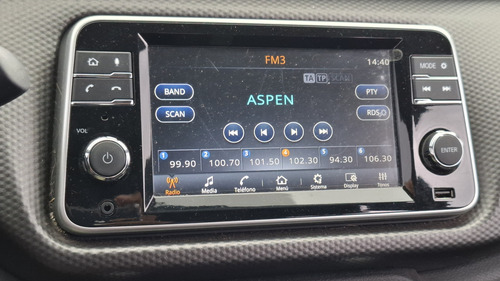 FM3
14:40
MODE
TA TP SCAN
BAND
PTY
ASPEN
SCAN
RDS
VOL
ENTER
1 99.90 2 100.70 3 101.50 4 102.30 5 94.30 6 106.30
Radio Media Teléfono Menú Sistema Display Tonos